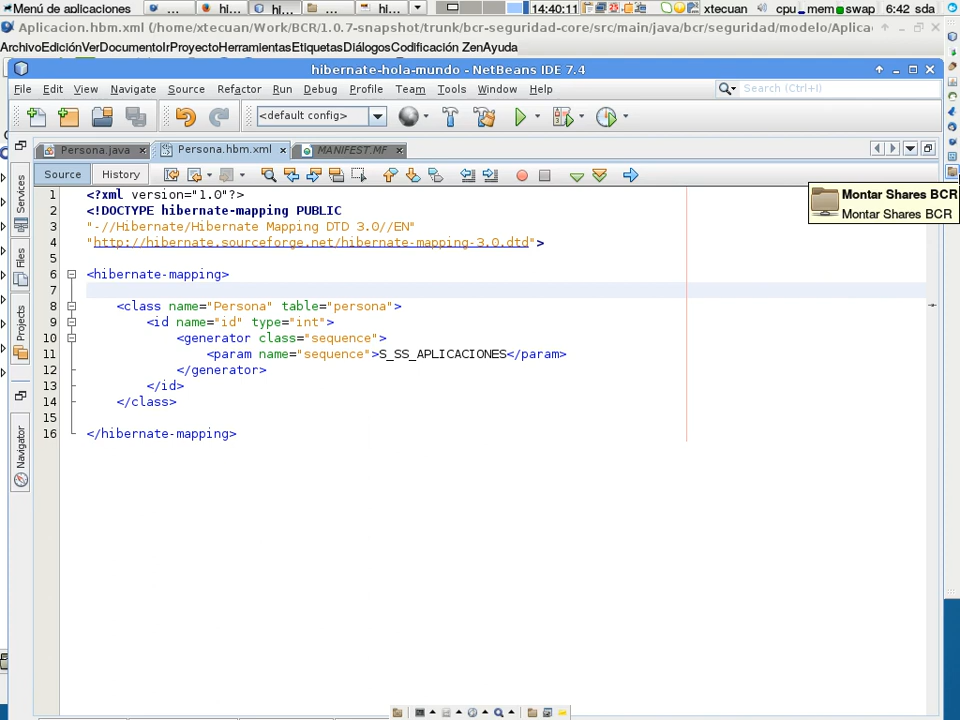 Menú de aplicaciones ... hi... hi... ... hi... 14:40:11 xtecuan cpu mem swap 6:42 sda
Aplicacion.hbm.xml (/home/xtecuan/Work/BCR/1.0.7-snapshot/trunk/bcr-seguridad-core/src/main/java/bcr/seguridad/modelo/Aplica
ArchivoEdiciónVerDocumentoIrProyectoHerramientasEtiquetasDiálogosCodificación ZenAyuda
hibernate-hola-mundo - NetBeans IDE 7.4
File Edit View Navigate Source Refactor Run Debug Profile Team Tools Window Help Search (Ctrl+I)
<default config>
Persona.java Persona.hbm.xml MANIFEST.MF
Source History
Services
Files
Projects
Navigator
1 <?xml version="1.0"?>
2 <!DOCTYPE hibernate-mapping PUBLIC
3 "-//Hibernate/Hibernate Mapping DTD 3.0//EN"
4 "http://hibernate.sourceforge.net/hibernate-mapping-3.0.dtd">
5
6 <hibernate-mapping>
7
8 <class name="Persona" table="persona">
9 <id name="id" type="int">
10 <generator class="sequence">
11 <param name="sequence">S_SS_APLICACIONES</param>
12 </generator>
13 </id>
14 </class>
15
16 </hibernate-mapping>
Montar Shares BCR
Montar Shares BCR